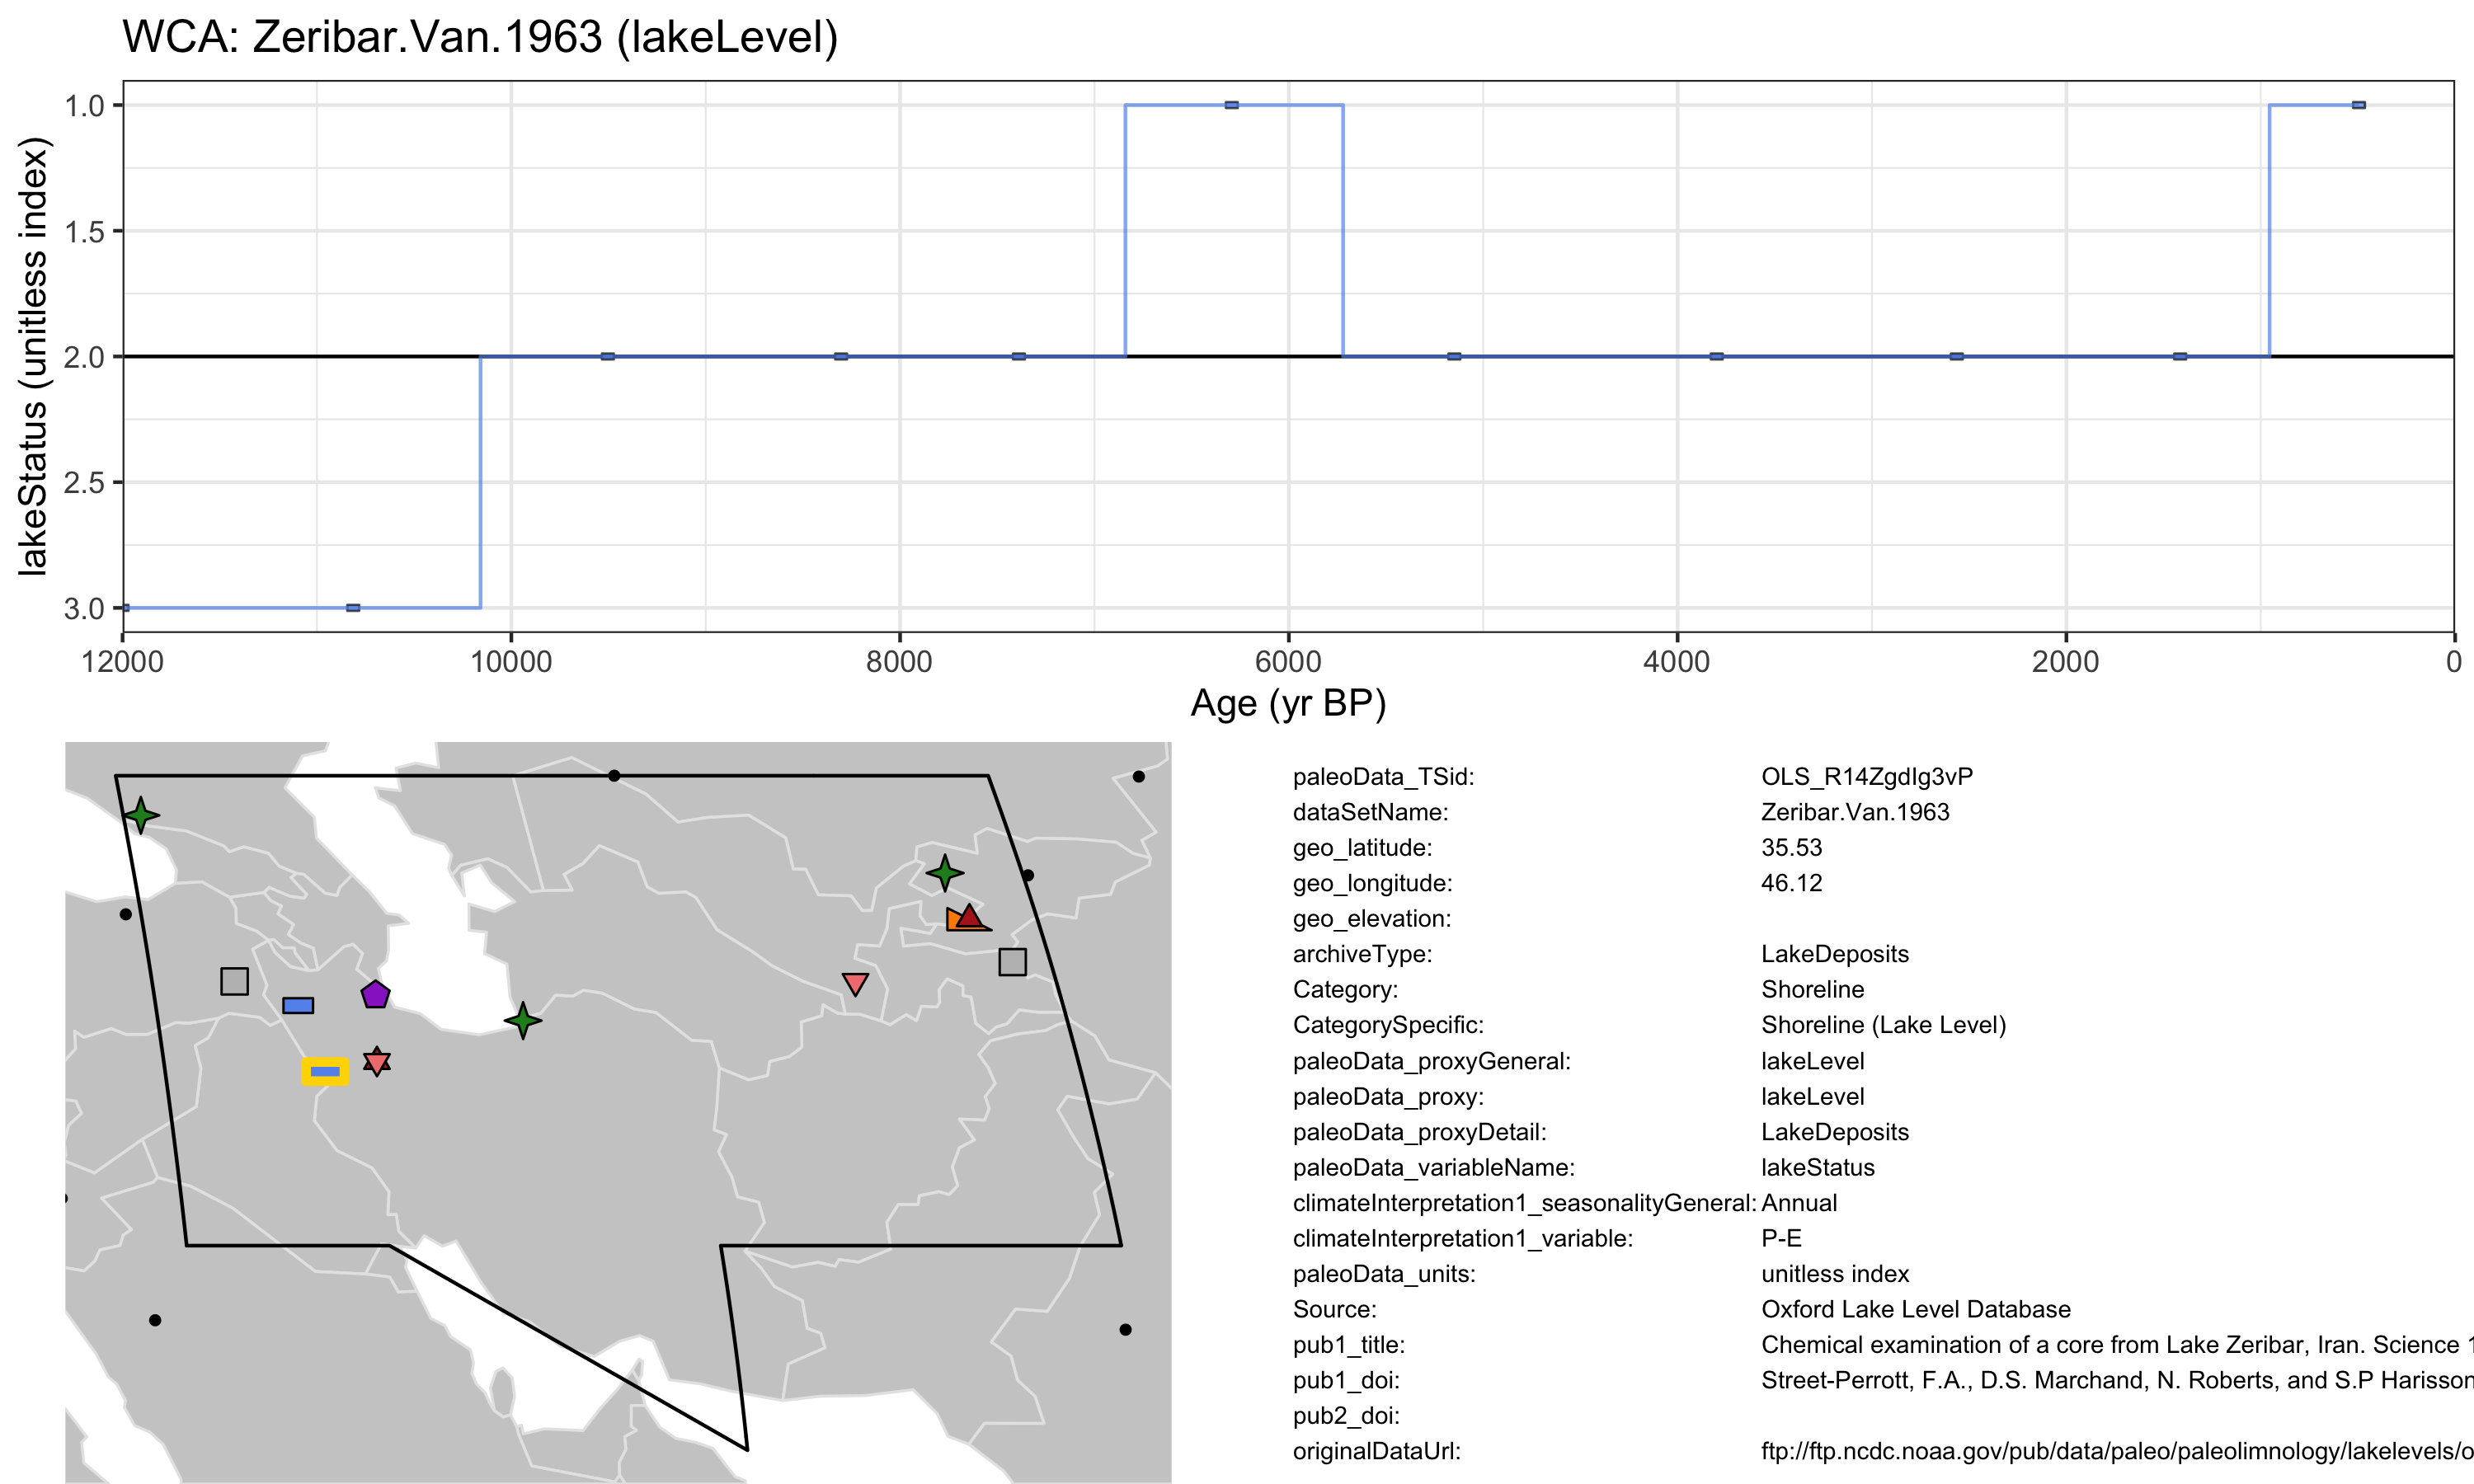 WCA: Zeribar.Van.1963 (lakeLevel)
lakeStatus (unitless index)
1.0
1.5
2.0
2.5
3.0
12000 10000 8000 6000 4000 2000 0
Age (yr BP)
paleoData_TSid: OLS_R14ZgdIg3vP
dataSetName: Zeribar.Van.1963
geo_latitude: 35.53
geo_longitude: 46.12
geo_elevation:
archiveType: LakeDeposits
Category: Shoreline
CategorySpecific: Shoreline (Lake Level)
paleoData_proxyGeneral: lakeLevel
paleoData_proxy: lakeLevel
paleoData_proxyDetail: LakeDeposits
paleoData_variableName: lakeStatus
climateInterpretation1_seasonalityGeneral: Annual
climateInterpretation1_variable: P-E
paleoData_units: unitless index
Source: Oxford Lake Level Database
pub1_title: Chemical examination of a core from Lake Zeribar, Iran. Science 1
pub1_doi: Street-Perrott, F.A., D.S. Marchand, N. Roberts, and S.P Harisson
pub2_doi:
originalDataUrl: ftp://ftp.ncdc.noaa.gov/pub/data/paleo/paleolimnology/lakelevels/o